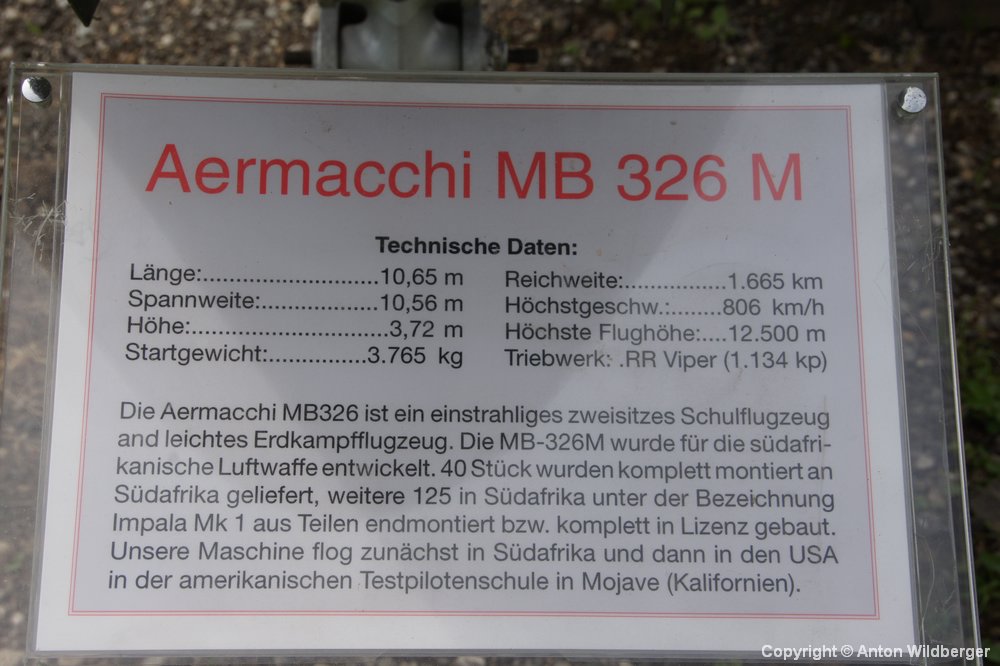 Aermacchi MB 326 M
Technische Daten:
Länge:...........................10,65 m
Spannweite:..................10,56 m
Höhe:..............................3,72 m
Startgewicht:...............3.765 kg
Reichweite:................1.665 km
Höchstgeschw.:........806 km/h
Höchste Flughöhe:....12.500 m
Triebwerk: .RR Viper (1.134 kp)
Die Aermacchi MB326 ist ein einstrahliges zweisitzes Schulflugzeug
and leichtes Erdkampfflugzeug. Die MB-326M wurde für die südafri-
kanische Luftwaffe entwickelt. 40 Stück wurden komplett montiert an
Südafrika geliefert, weitere 125 in Südafrika unter der Bezeichnung
Impala Mk 1 aus Teilen endmontiert bzw. komplett in Lizenz gebaut.
Unsere Maschine flog zunächst in Südafrika und dann in den USA
in der amerikanischen Testpilotenschule in Mojave (Kalifornien).
Copyright © Anton Wildberger